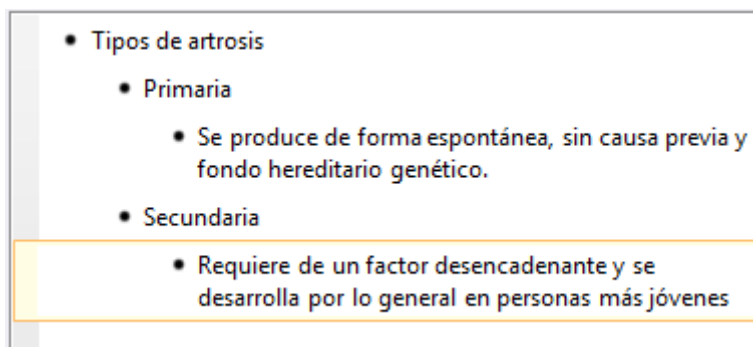 Tipos de artrosis
Primaria
Se produce de forma espontánea, sin causa previa y
fondo hereditario genético.
Secundaria
Requiere de un factor desencadenante y se
desarrolla por lo general en personas más jóvenes